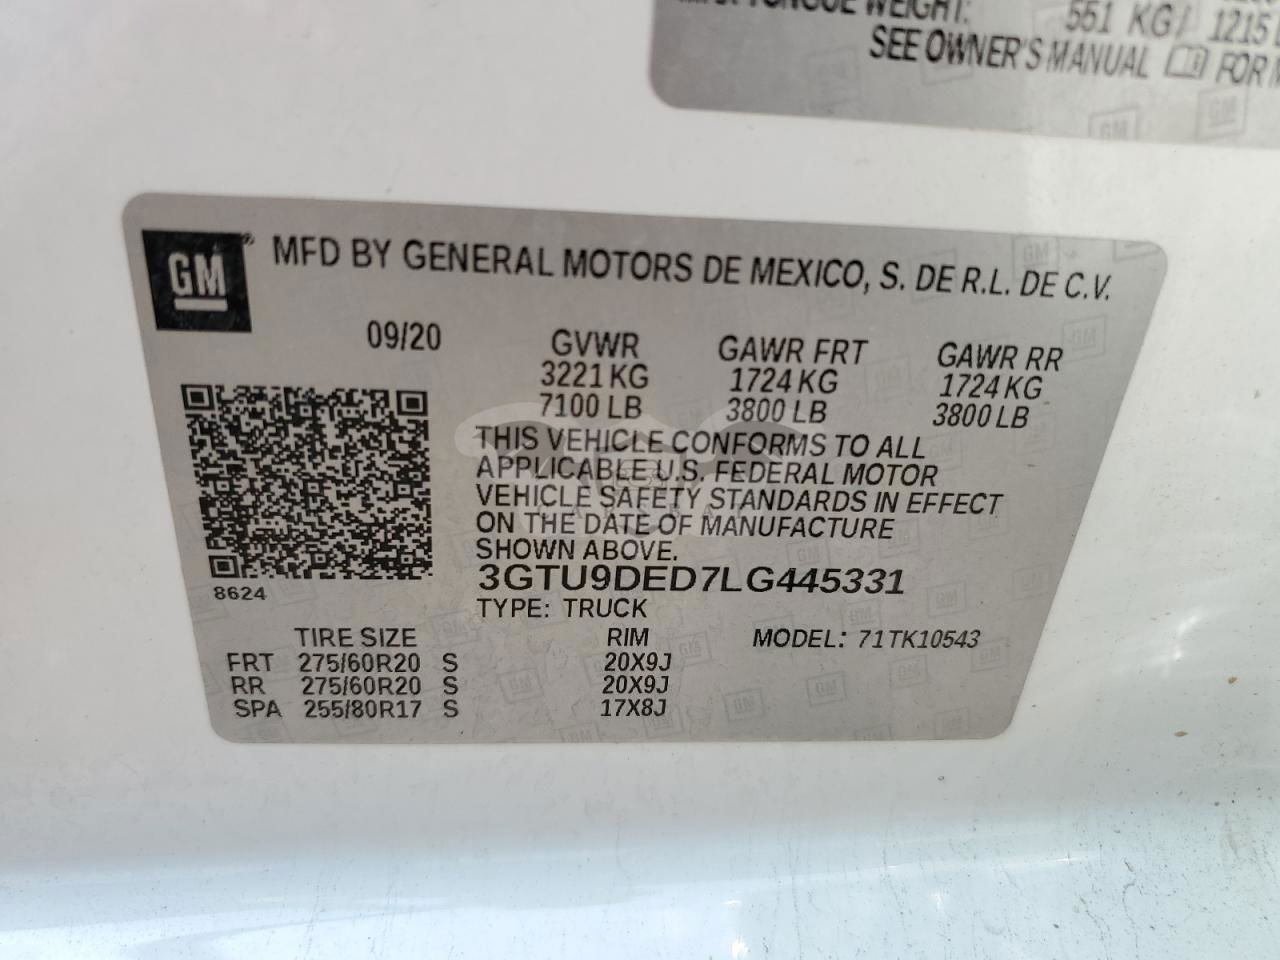 TONGUE WEIGHT: 551 KG/ 1215
SEE OWNER'S MANUAL FOR
GM
MFD BY GENERAL MOTORS DE MEXICO, S. DE R.L. DE C.V.
09/20 GVWR GAWR FRT GAWR RR
3221 KG 1724 KG 1724 KG
7100 LB 3800 LB 3800 LB
THIS VEHICLE CONFORMS TO ALL
APPLICABLE U.S. FEDERAL MOTOR
VEHICLE SAFETY STANDARDS IN EFFECT
ON THE DATE OF MANUFACTURE
SHOWN ABOVE.
8624 3GTU9DED7LG445331
TYPE: TRUCK
TIRE SIZE RIM MODEL: 71TK10543
FRT 275/60R20 S 20X9J
RR 275/60R20 S 20X9J
SPA 255/80R17 S 17X8J